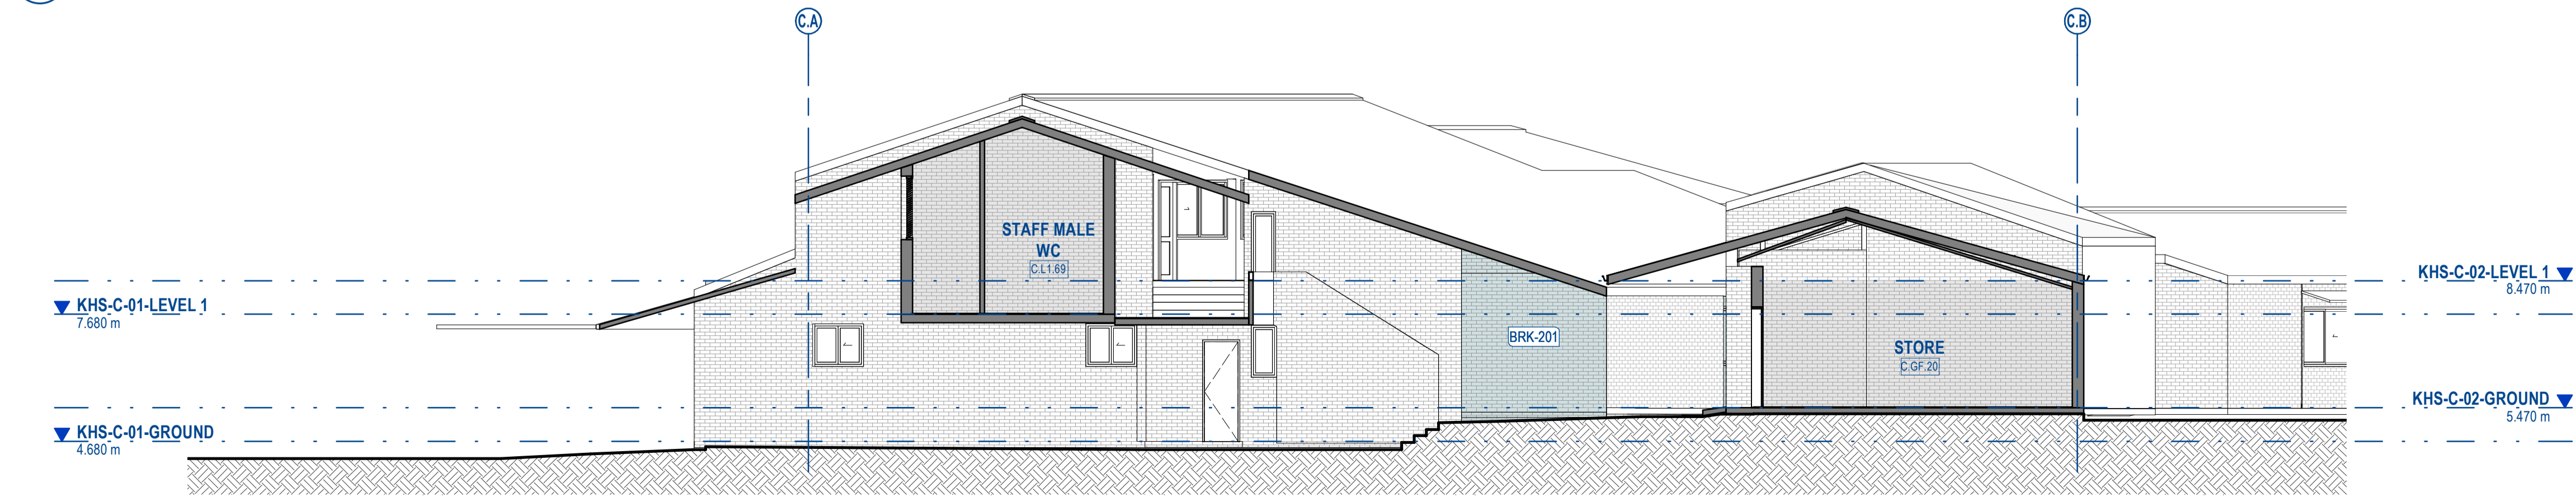 C.A
C.B
STAFF MALE
WC
C.L1.69
KHS-C-02-LEVEL 1
8.470 m
KHS-C-01-LEVEL 1
7.680 m
BRK-201
STORE
C.GF.20
KHS-C-02-GROUND
5.470 m
KHS-C-01-GROUND
4.680 m